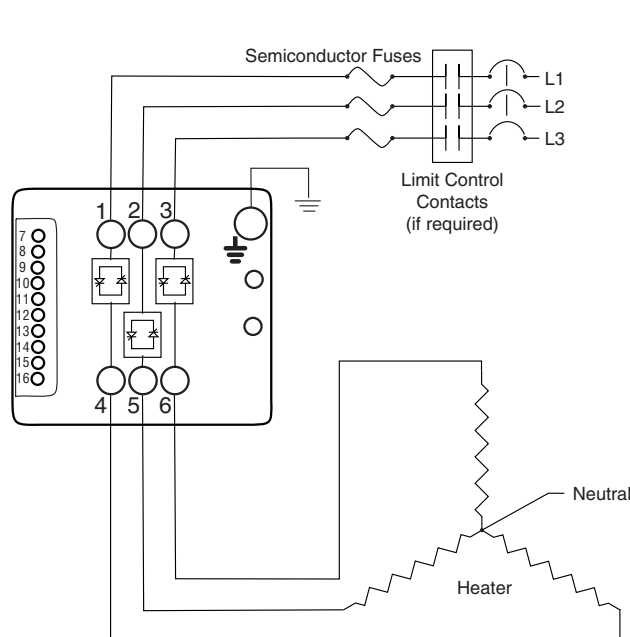 Semiconductor Fuses
L1
L2
L3
Limit Control
Contacts
(if required)
1 2 3
7
8
9
10
11
12
13
14
15
16
4 5 6
Neutral
Heater